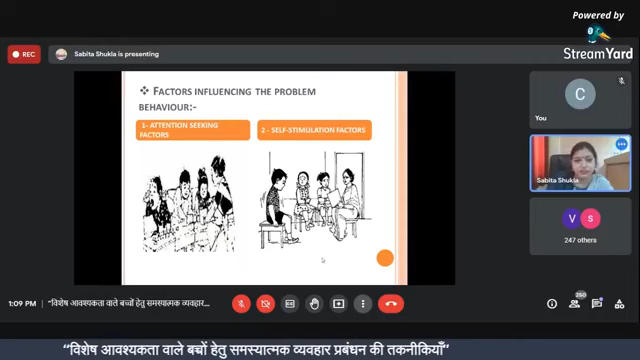 Powered by
StreamYard
REC
Sabita Shukla is presenting
❖ FACTORS INFLUENCING THE PROBLEM
BEHAVIOUR:-
1- ATTENTION SEEKING
FACTORS
2 - SELF-STIMULATION FACTORS
C
You
Sabita Shukla
V S
247 others
1:09 PM
"विशेष आवश्यकता वाले बच्चों हेतु समस्यात्मक व्यवहार...
250
"विशेष आवश्यकता वाले बच्चों हेतु समस्यात्मक व्यवहार प्रबंधन की तकनीकियाँ"